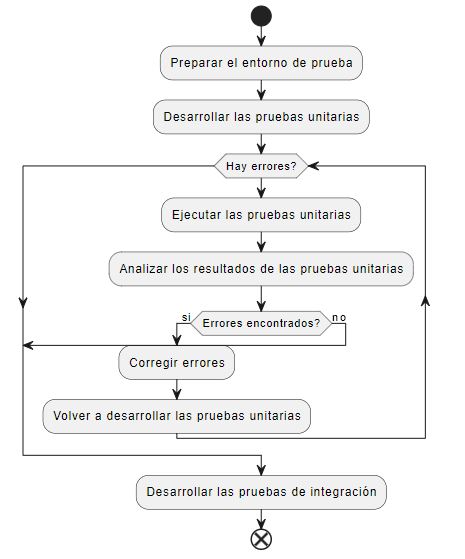 Preparar el entorno de prueba
Desarrollar las pruebas unitarias
Hay errores?
Ejecutar las pruebas unitarias
Analizar los resultados de las pruebas unitarias
si
Errores encontrados?
no
Corregir errores
Volver a desarrollar las pruebas unitarias
Desarrollar las pruebas de integración